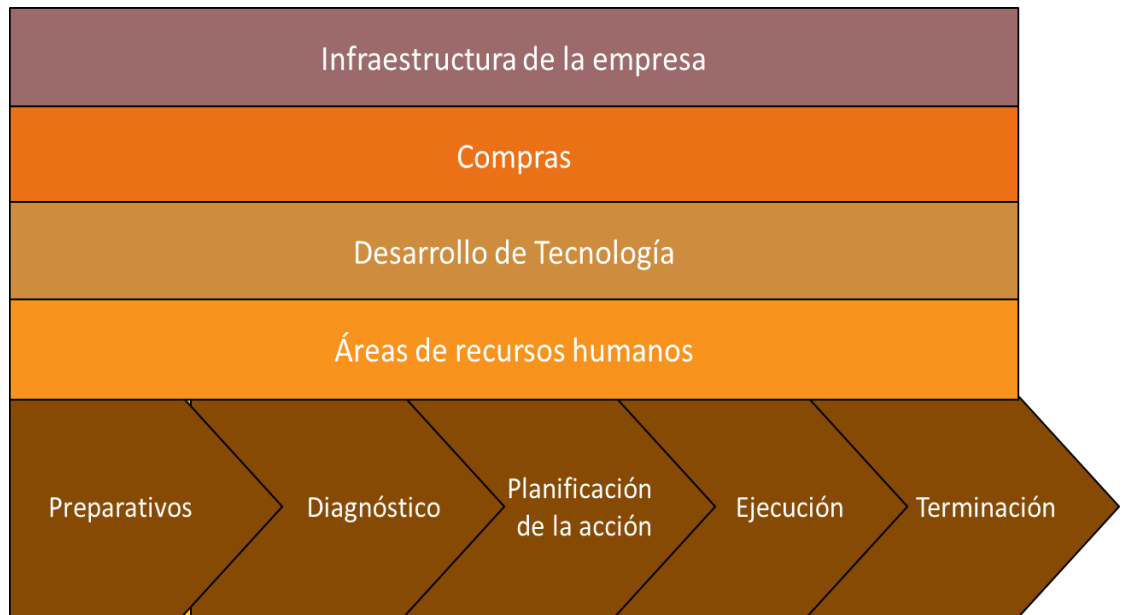 Infraestructura de la empresa
Compras
Desarrollo de Tecnología
Áreas de recursos humanos
Preparativos
Diagnóstico
Planificación
de la acción
Ejecución
Terminación